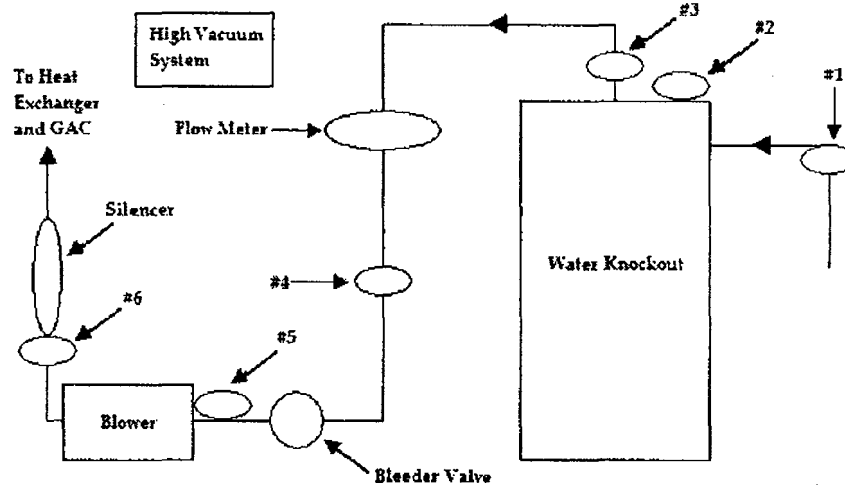 High Vacuum
System
#3
#2
#1
To Heat
Exchanger
and GAC
Flow Meter
Silencer
Water Knockout
#4
#6
#5
Blower
Bleeder Valve